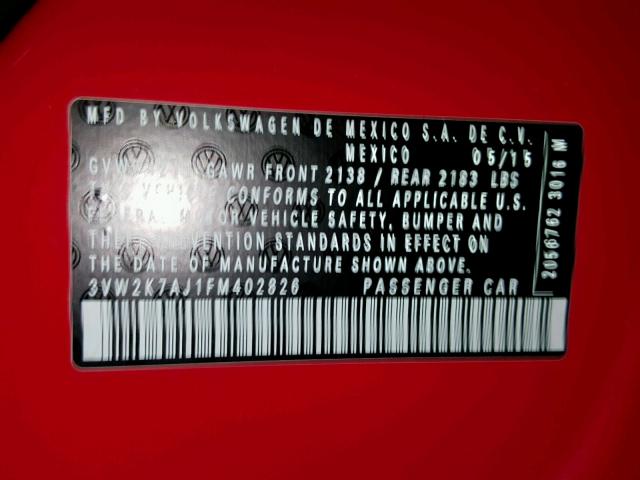 MFD BY VOLKSWAGEN DE MEXICO S.A. DE C.V.
MEXICO 05/15
GAWR FRONT 2138 / REAR 2183 LBS
CONFORMS TO ALL APPLICABLE U.S.
VEHICLE SAFETY, BUMPER AND
STANDARDS IN EFFECT ON
THE DATE OF MANUFACTURE SHOWN ABOVE.
3VW2K7AJ1FM402826 PASSENGER CAR
2056762 3016 M